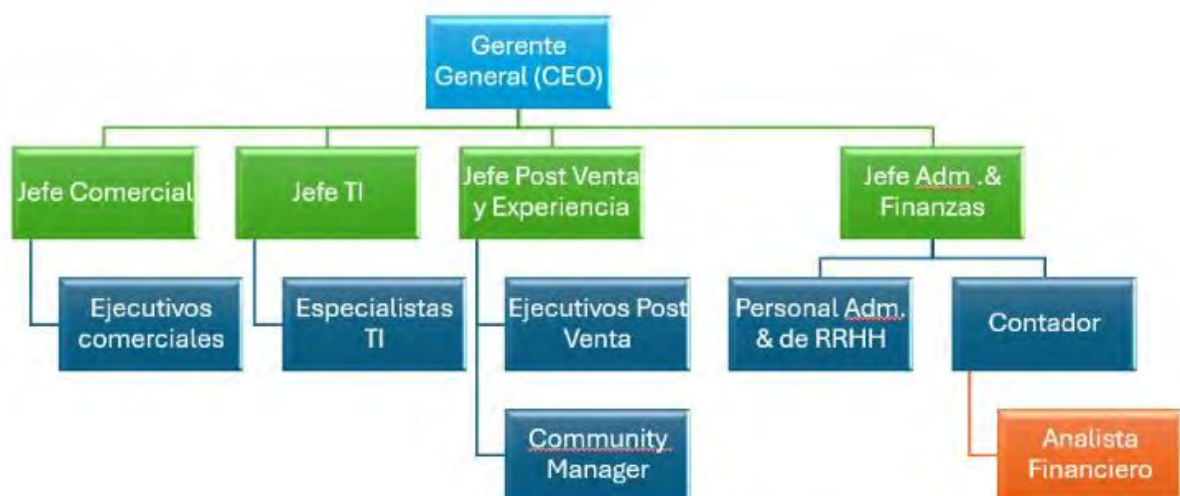 Gerente
General (CEO)
Jefe Comercial
Jefe TI
Jefe Post Venta
y Experiencia
Jefe Adm .&
Finanzas
Ejecutivos
comerciales
Especialistas
TI
Ejecutivos Post
Venta
Personal Adm.
& de RRHH
Contador
Community
Manager
Analista
Financiero